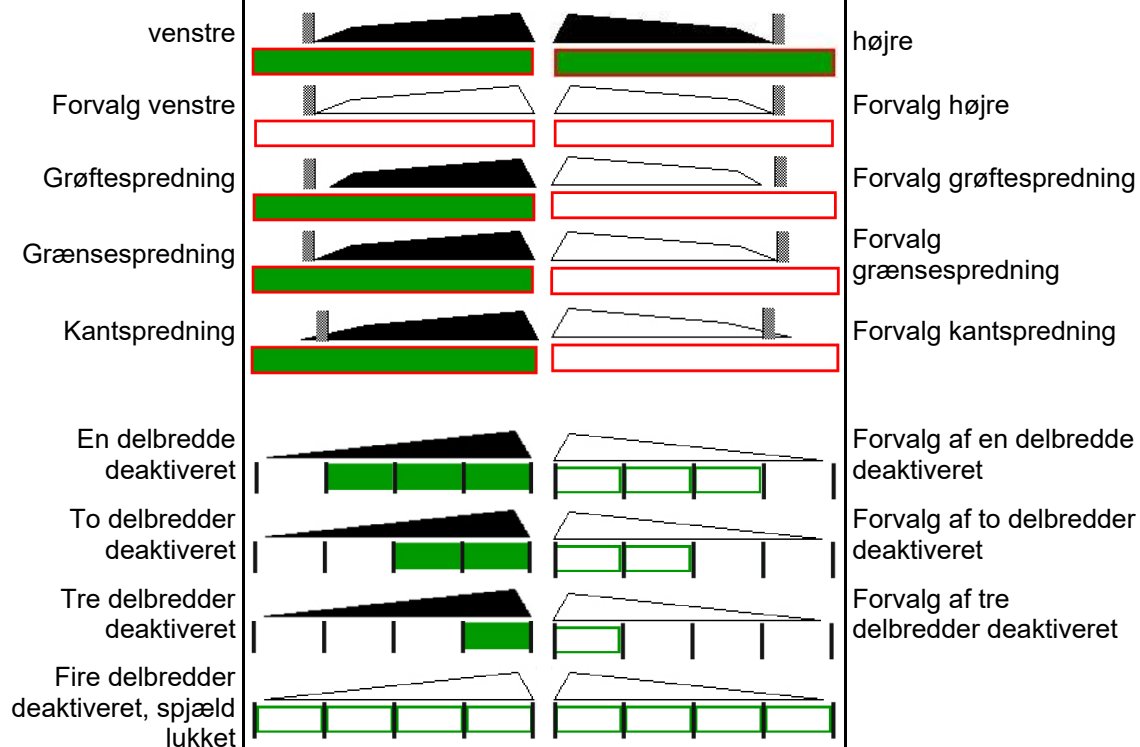 venstre
højre
Forvalg venstre
Forvalg højre
Grøftespredning
Forvalg grøftespredning
Grænsespredning
Forvalg
grænsespredning
Kantspredning
Forvalg kantspredning
En delbredde
deaktiveret
Forvalg af en delbredde
deaktiveret
To delbredder
deaktiveret
Forvalg af to delbredder
deaktiveret
Tre delbredder
deaktiveret
Forvalg af tre
delbredder deaktiveret
Fire delbredder
deaktiveret, spjæld
lukket